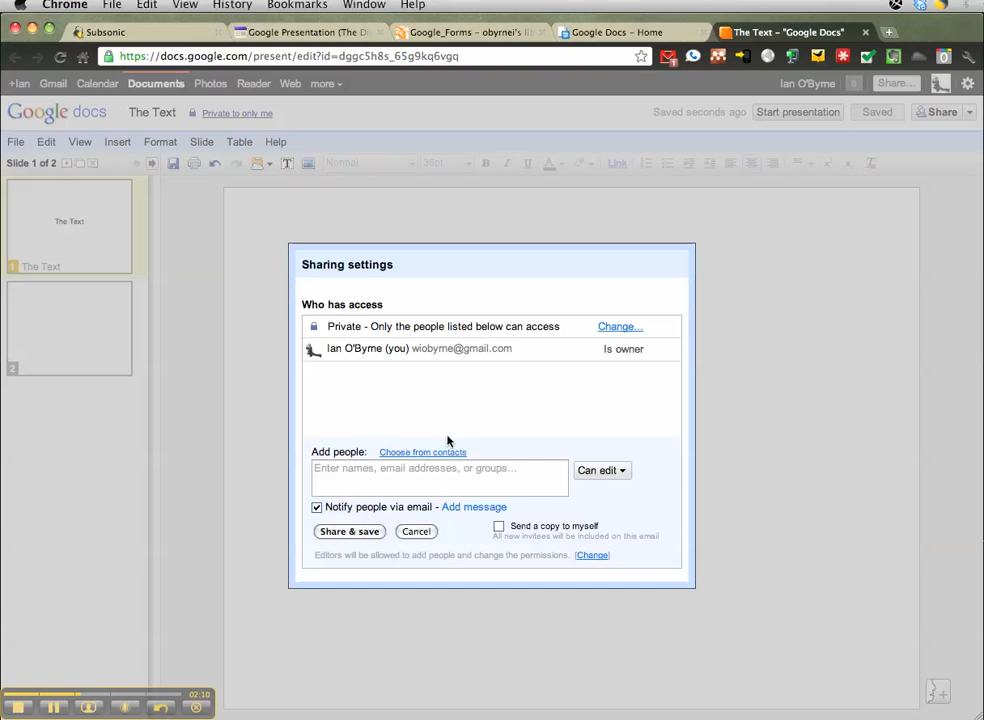 Chrome File Edit View History Bookmarks Window Help
Subsonic
Google Presentation (The Di
Google_Forms – obyrnei's li
Google Docs - Home
The Text – "Google Docs"
https://docs.google.com/present/edit?id=dggc5h8s_65g9kq6vgq
+Ian Gmail Calendar Documents Photos Reader Web more
Ian O'Byrne 0 Share...
Google docs The Text Private to only me
Saved seconds ago Start presentation Saved Share
File Edit View Insert Format Slide Table Help
Slide 1 of 2
Normal 36pt B I U A Link
The Text
1 The Text
2
Sharing settings
Who has access
Private - Only the people listed below can access Change...
Ian O'Byrne (you) wiobyrne@gmail.com Is owner
Add people: Choose from contacts
Enter names, email addresses, or groups...
Can edit
Notify people via email - Add message
Share & save Cancel
Send a copy to myself
All new invitees will be included on this email
Editors will be allowed to add people and change the permissions. [Change]
02:10